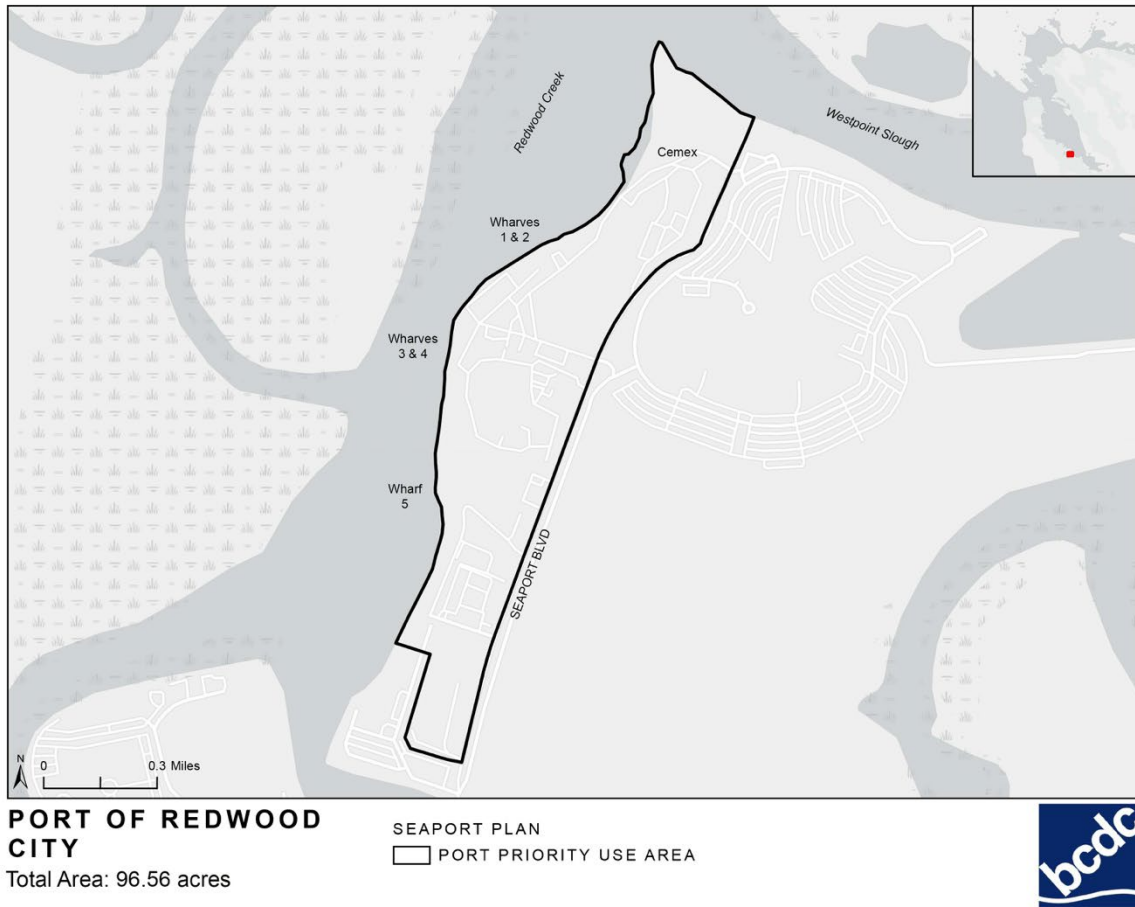 Redwood Creek
Westpoint Slough
Cemex
Wharves
1 & 2
Wharves
3 & 4
Wharf
5
SEAPORT BLVD
N
0
0.3 Miles
PORT OF REDWOOD
CITY
Total Area: 96.56 acres
SEAPORT PLAN
PORT PRIORITY USE AREA
bcdc